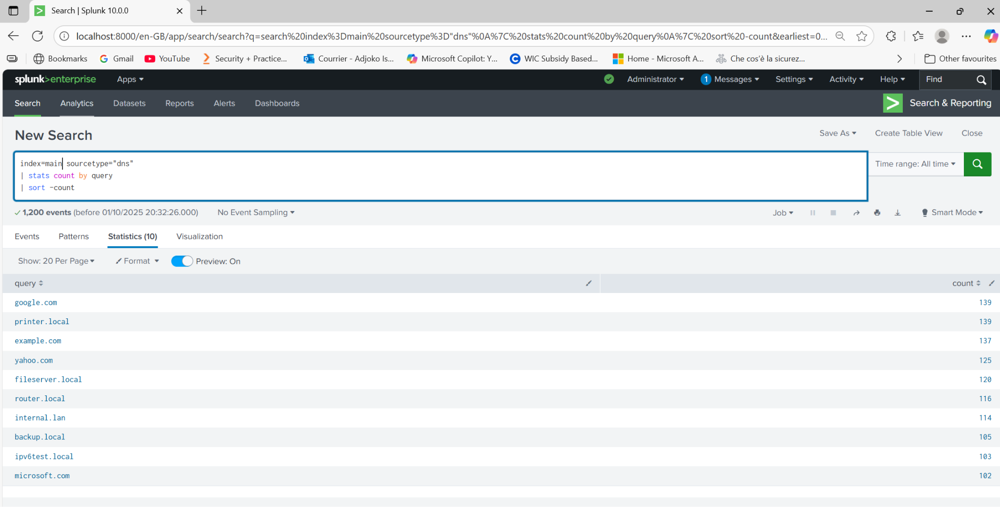 Search | Splunk 10.0.0
localhost:8000/en-GB/app/search/search?q=search%20index%3Dmain%20sourcetype%3D"dns"%0A%7C%20stats%20count%20by%20query%0A%7C%20sort%20-count&earliest=0...
Bookmarks Gmail YouTube Security + Practice... Courrier - Adjoko Is... Microsoft Copilot: Y... WIC Subsidy Based... Home - Microsoft A... Che cos'è la sicurez... Other favourites
splunk>enterprise Apps Administrator 1 Messages Settings Activity Help Find
Search Analytics Datasets Reports Alerts Dashboards Search & Reporting
New Search Save As Create Table View Close
index=main sourcetype="dns" Time range: All time
| stats count by query
| sort -count
1,200 events (before 01/10/2025 20:32:26.000) No Event Sampling Job Smart Mode
Events Patterns Statistics (10) Visualization
Show: 20 Per Page Format Preview: On
query count
google.com 139
printer.local 139
example.com 137
yahoo.com 125
fileserver.local 120
router.local 116
internal.lan 114
backup.local 105
ipv6test.local 103
microsoft.com 102